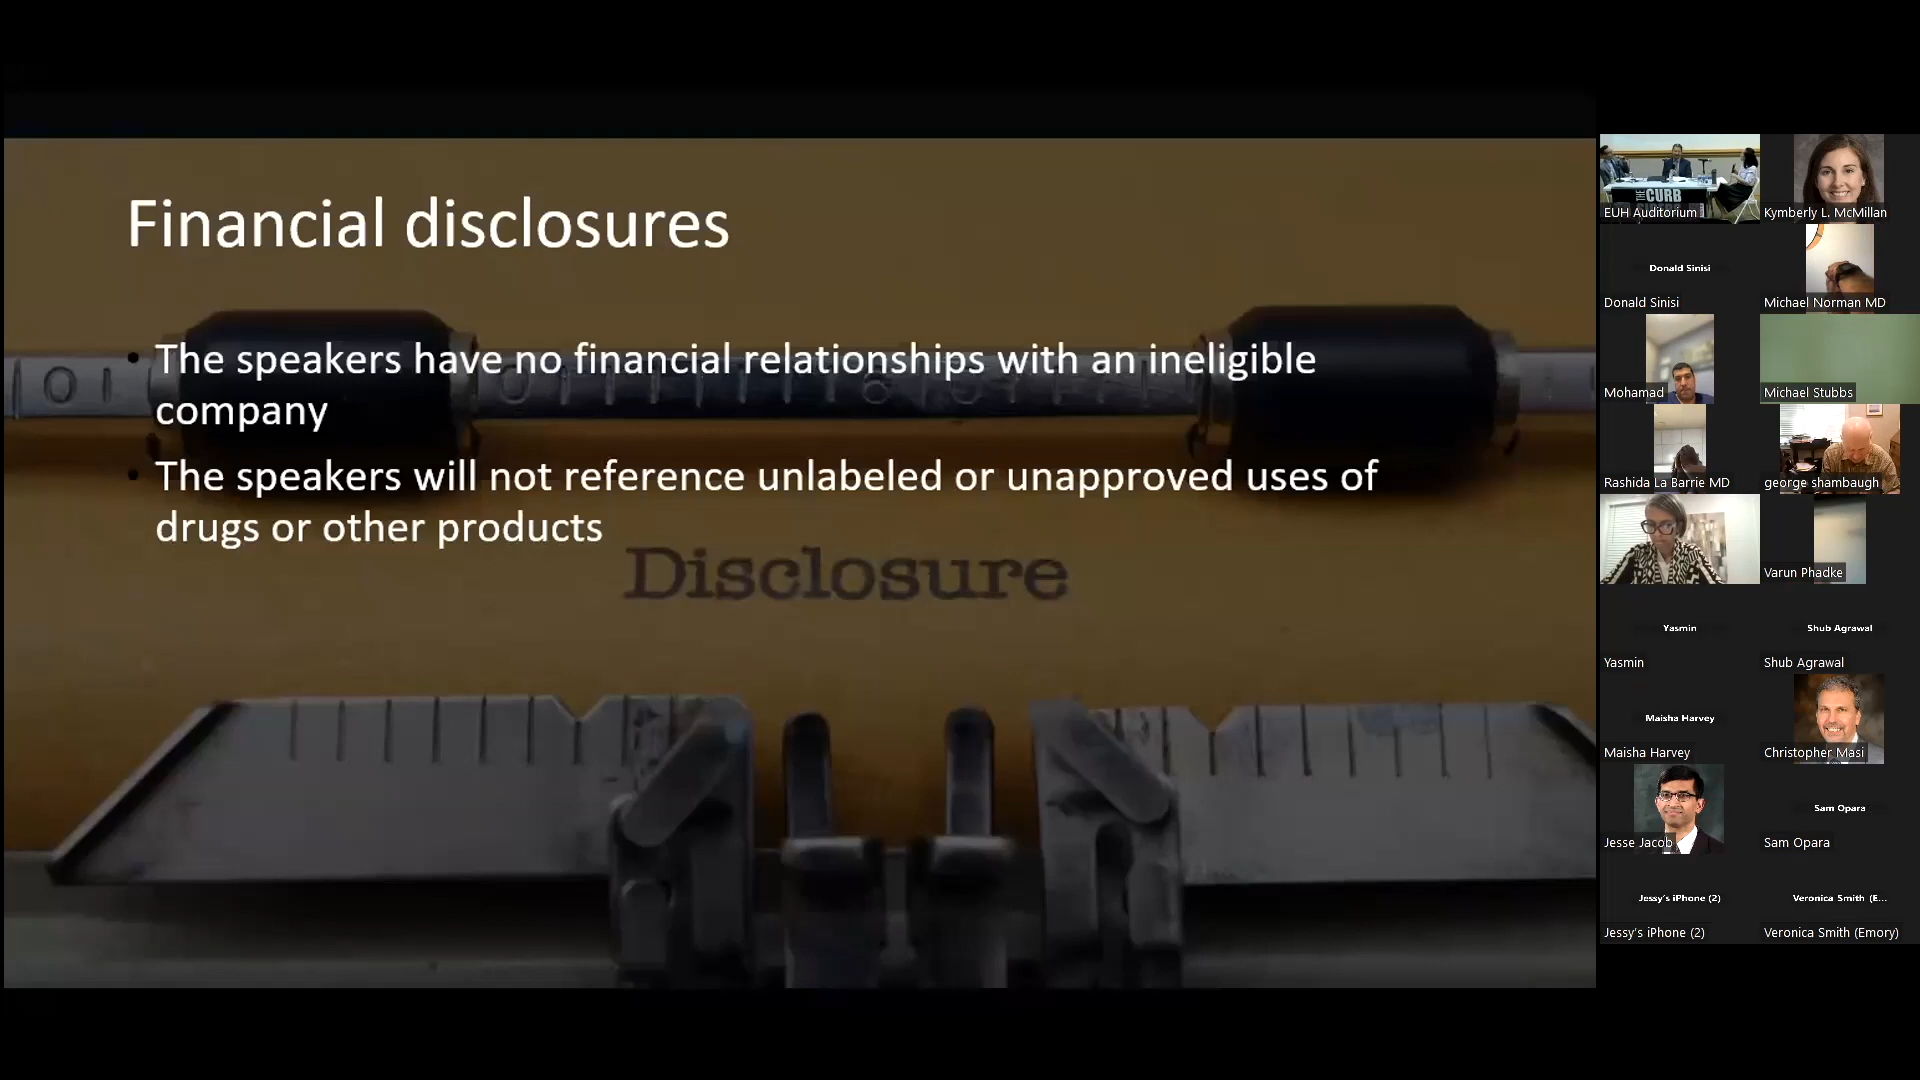 Financial disclosures
• The speakers have no financial relationships with an ineligible
company
• The speakers will not reference unlabeled or unapproved uses of
drugs or other products
Disclosure
THE CURB
EUH Auditorium
Kymberly L. McMillan
Donald Sinisi
Donald Sinisi
Michael Norman MD
Mohamad
Michael Stubbs
Rashida La Barrie MD
george shambaugh
Varun Phadke
Yasmin
Shub Agrawal
Yasmin
Shub Agrawal
Maisha Harvey
Maisha Harvey
Christopher Masi
Sam Opara
Jesse Jacob
Sam Opara
Jessy's iPhone (2)
Veronica Smith (E...
Jessy's iPhone (2)
Veronica Smith (Emory)